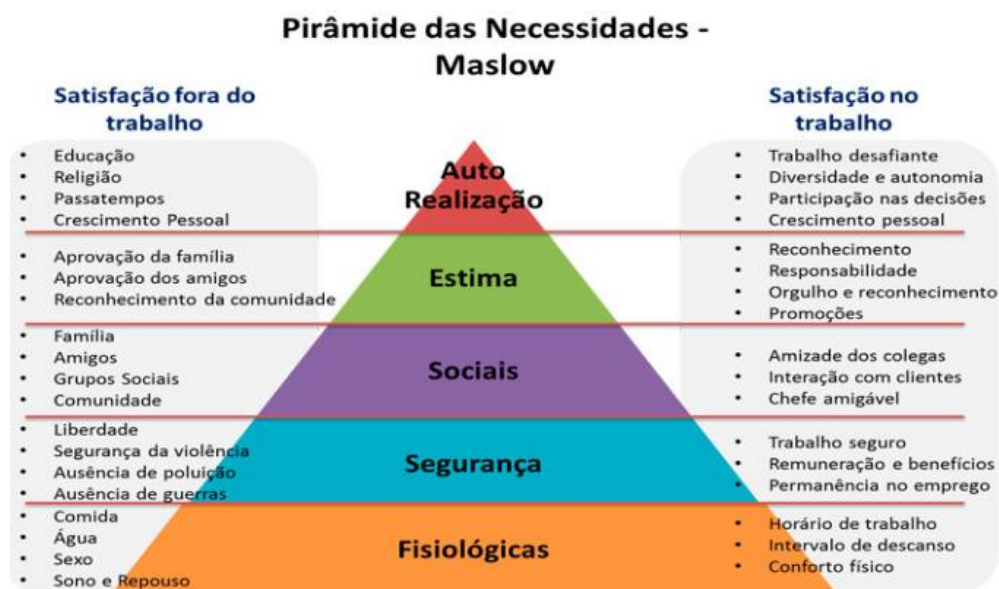 Pirâmide das Necessidades -
Maslow
Satisfação fora do
trabalho
Satisfação no
trabalho
• Educação
• Religião
• Passatempos
• Crescimento Pessoal
Auto
Realização
• Trabalho desafiante
• Diversidade e autonomia
• Participação nas decisões
• Crescimento pessoal
• Aprovação da família
• Aprovação dos amigos
• Reconhecimento da comunidade
Estima
• Reconhecimento
• Responsabilidade
• Orgulho e reconhecimento
• Promoções
• Família
• Amigos
• Grupos Sociais
• Comunidade
Sociais
• Amizade dos colegas
• Interação com clientes
• Chefe amigável
• Liberdade
• Segurança da violência
• Ausência de poluição
• Ausência de guerras
Segurança
• Trabalho seguro
• Remuneração e benefícios
• Permanência no emprego
• Comida
• Água
• Sexo
• Sono e Repouso
Fisiológicas
• Horário de trabalho
• Intervalo de descanso
• Conforto físico